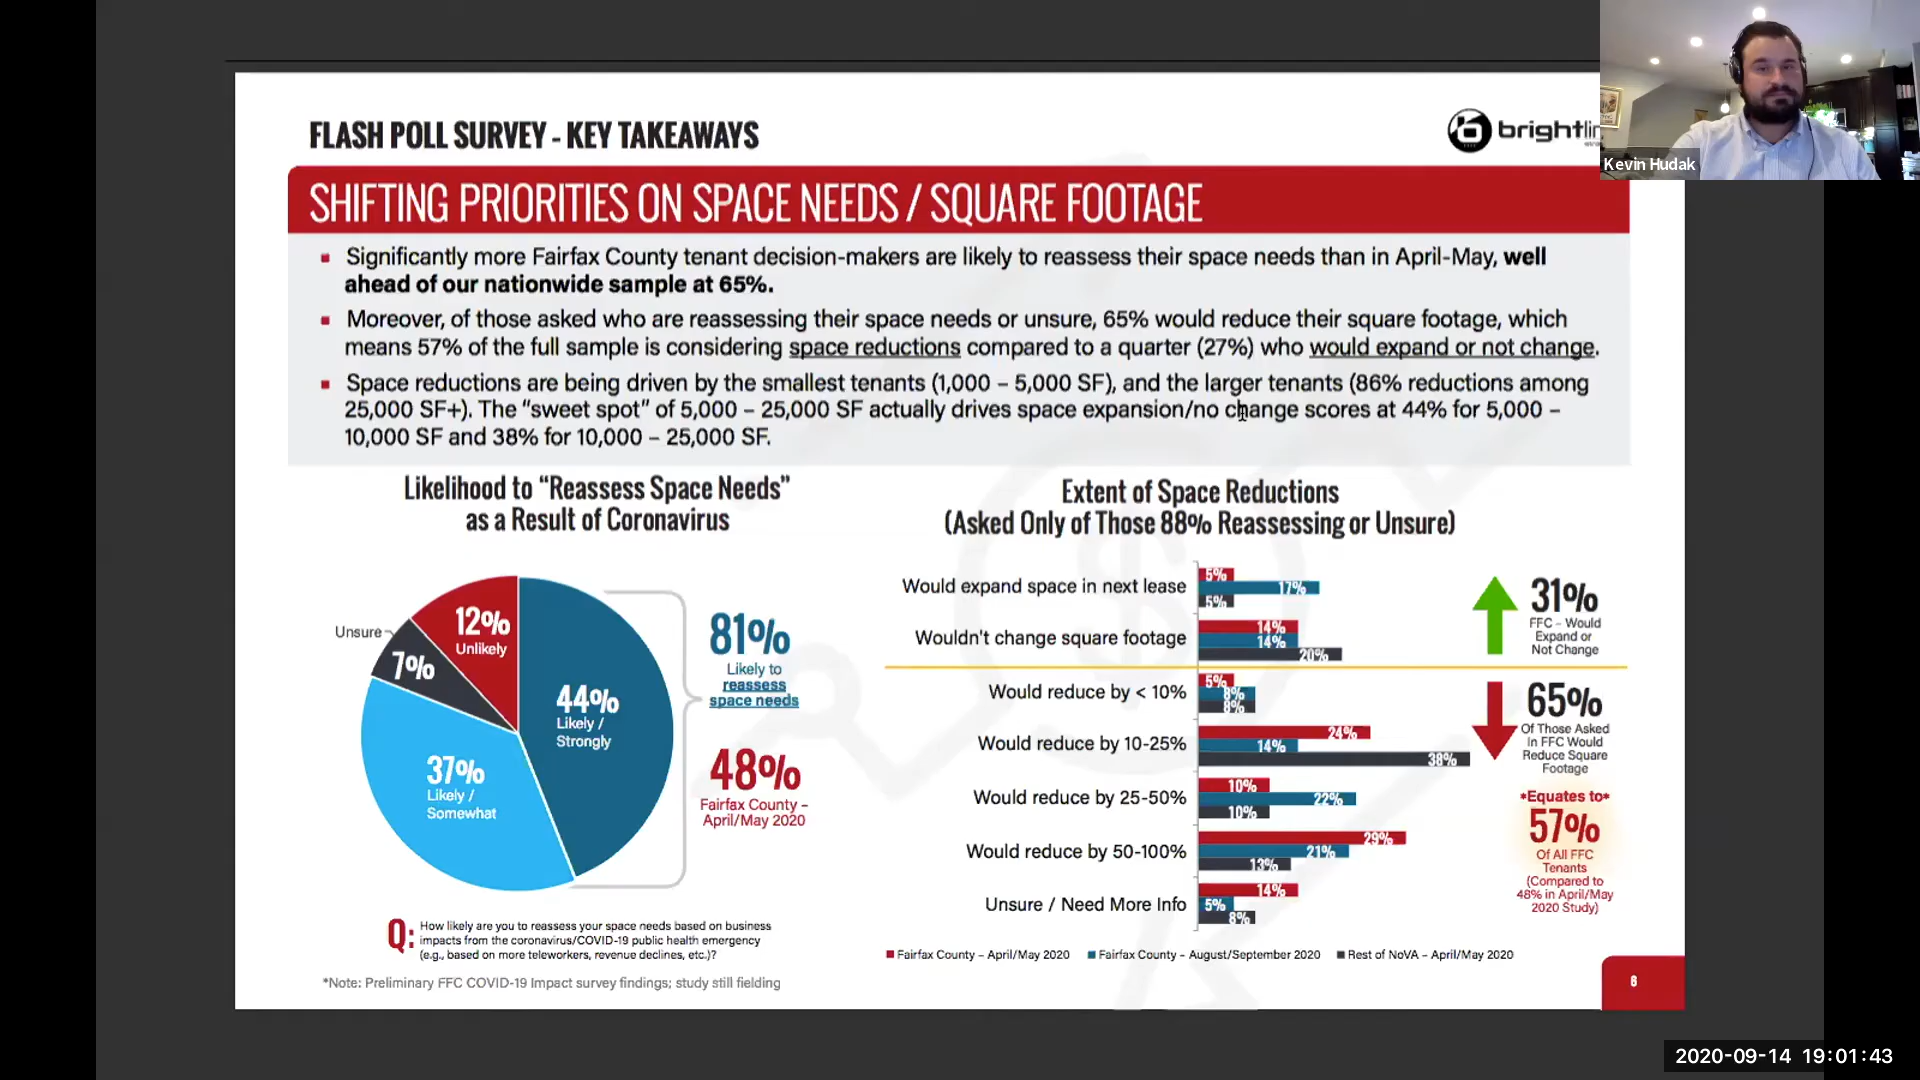 FLASH POLL SURVEY - KEY TAKEAWAYS
SHIFTING PRIORITIES ON SPACE NEEDS / SQUARE FOOTAGE
Kevin Hudak
Significantly more Fairfax County tenant decision-makers are likely to reassess their space needs than in April-May, well
ahead of our nationwide sample at 65%.
Moreover, of those asked who are reassessing their space needs or unsure, 65% would reduce their square footage, which
means 57% of the full sample is considering space reductions compared to a quarter (27%) who would expand or not change.
Space reductions are being driven by the smallest tenants (1,000 – 5,000 SF), and the larger tenants (86% reductions among
25,000 SF+). The “sweet spot” of 5,000 – 25,000 SF actually drives space expansion/no change scores at 44% for 5,000 –
10,000 SF and 38% for 10,000 – 25,000 SF.
Likelihood to “Reassess Space Needs”
as a Result of Coronavirus
Unsure
12%
Unlikely
7%
44%
Likely /
Strongly
37%
Likely /
Somewhat
81%
Likely to
reassess
space needs
48%
Fairfax County –
April/May 2020
Q: How likely are you to reassess your space needs based on business
impacts from the coronavirus/COVID-19 public health emergency
(e.g., based on more teleworkers, revenue declines, etc.)?
*Note: Preliminary FFC COVID-19 Impact survey findings; study still fielding
Extent of Space Reductions
(Asked Only of Those 88% Reassessing or Unsure)
Would expand space in next lease
5%
17%
5%
Wouldn't change square footage
14%
14%
20%
Would reduce by < 10%
5%
8%
8%
Would reduce by 10-25%
24%
14%
38%
Would reduce by 25-50%
10%
22%
10%
Would reduce by 50-100%
29%
21%
13%
Unsure / Need More Info
14%
5%
8%
31%
FFC – Would
Expand or
Not Change
65%
Of Those Asked
in FFC Would
Reduce Square
Footage
*Equates to*
57%
Of All FFC
Tenants
(Compared to
48% in April/May
2020 Study)
Fairfax County – April/May 2020
Fairfax County – August/September 2020
Rest of NoVA – April/May 2020
6
2020-09-14 19:01:43